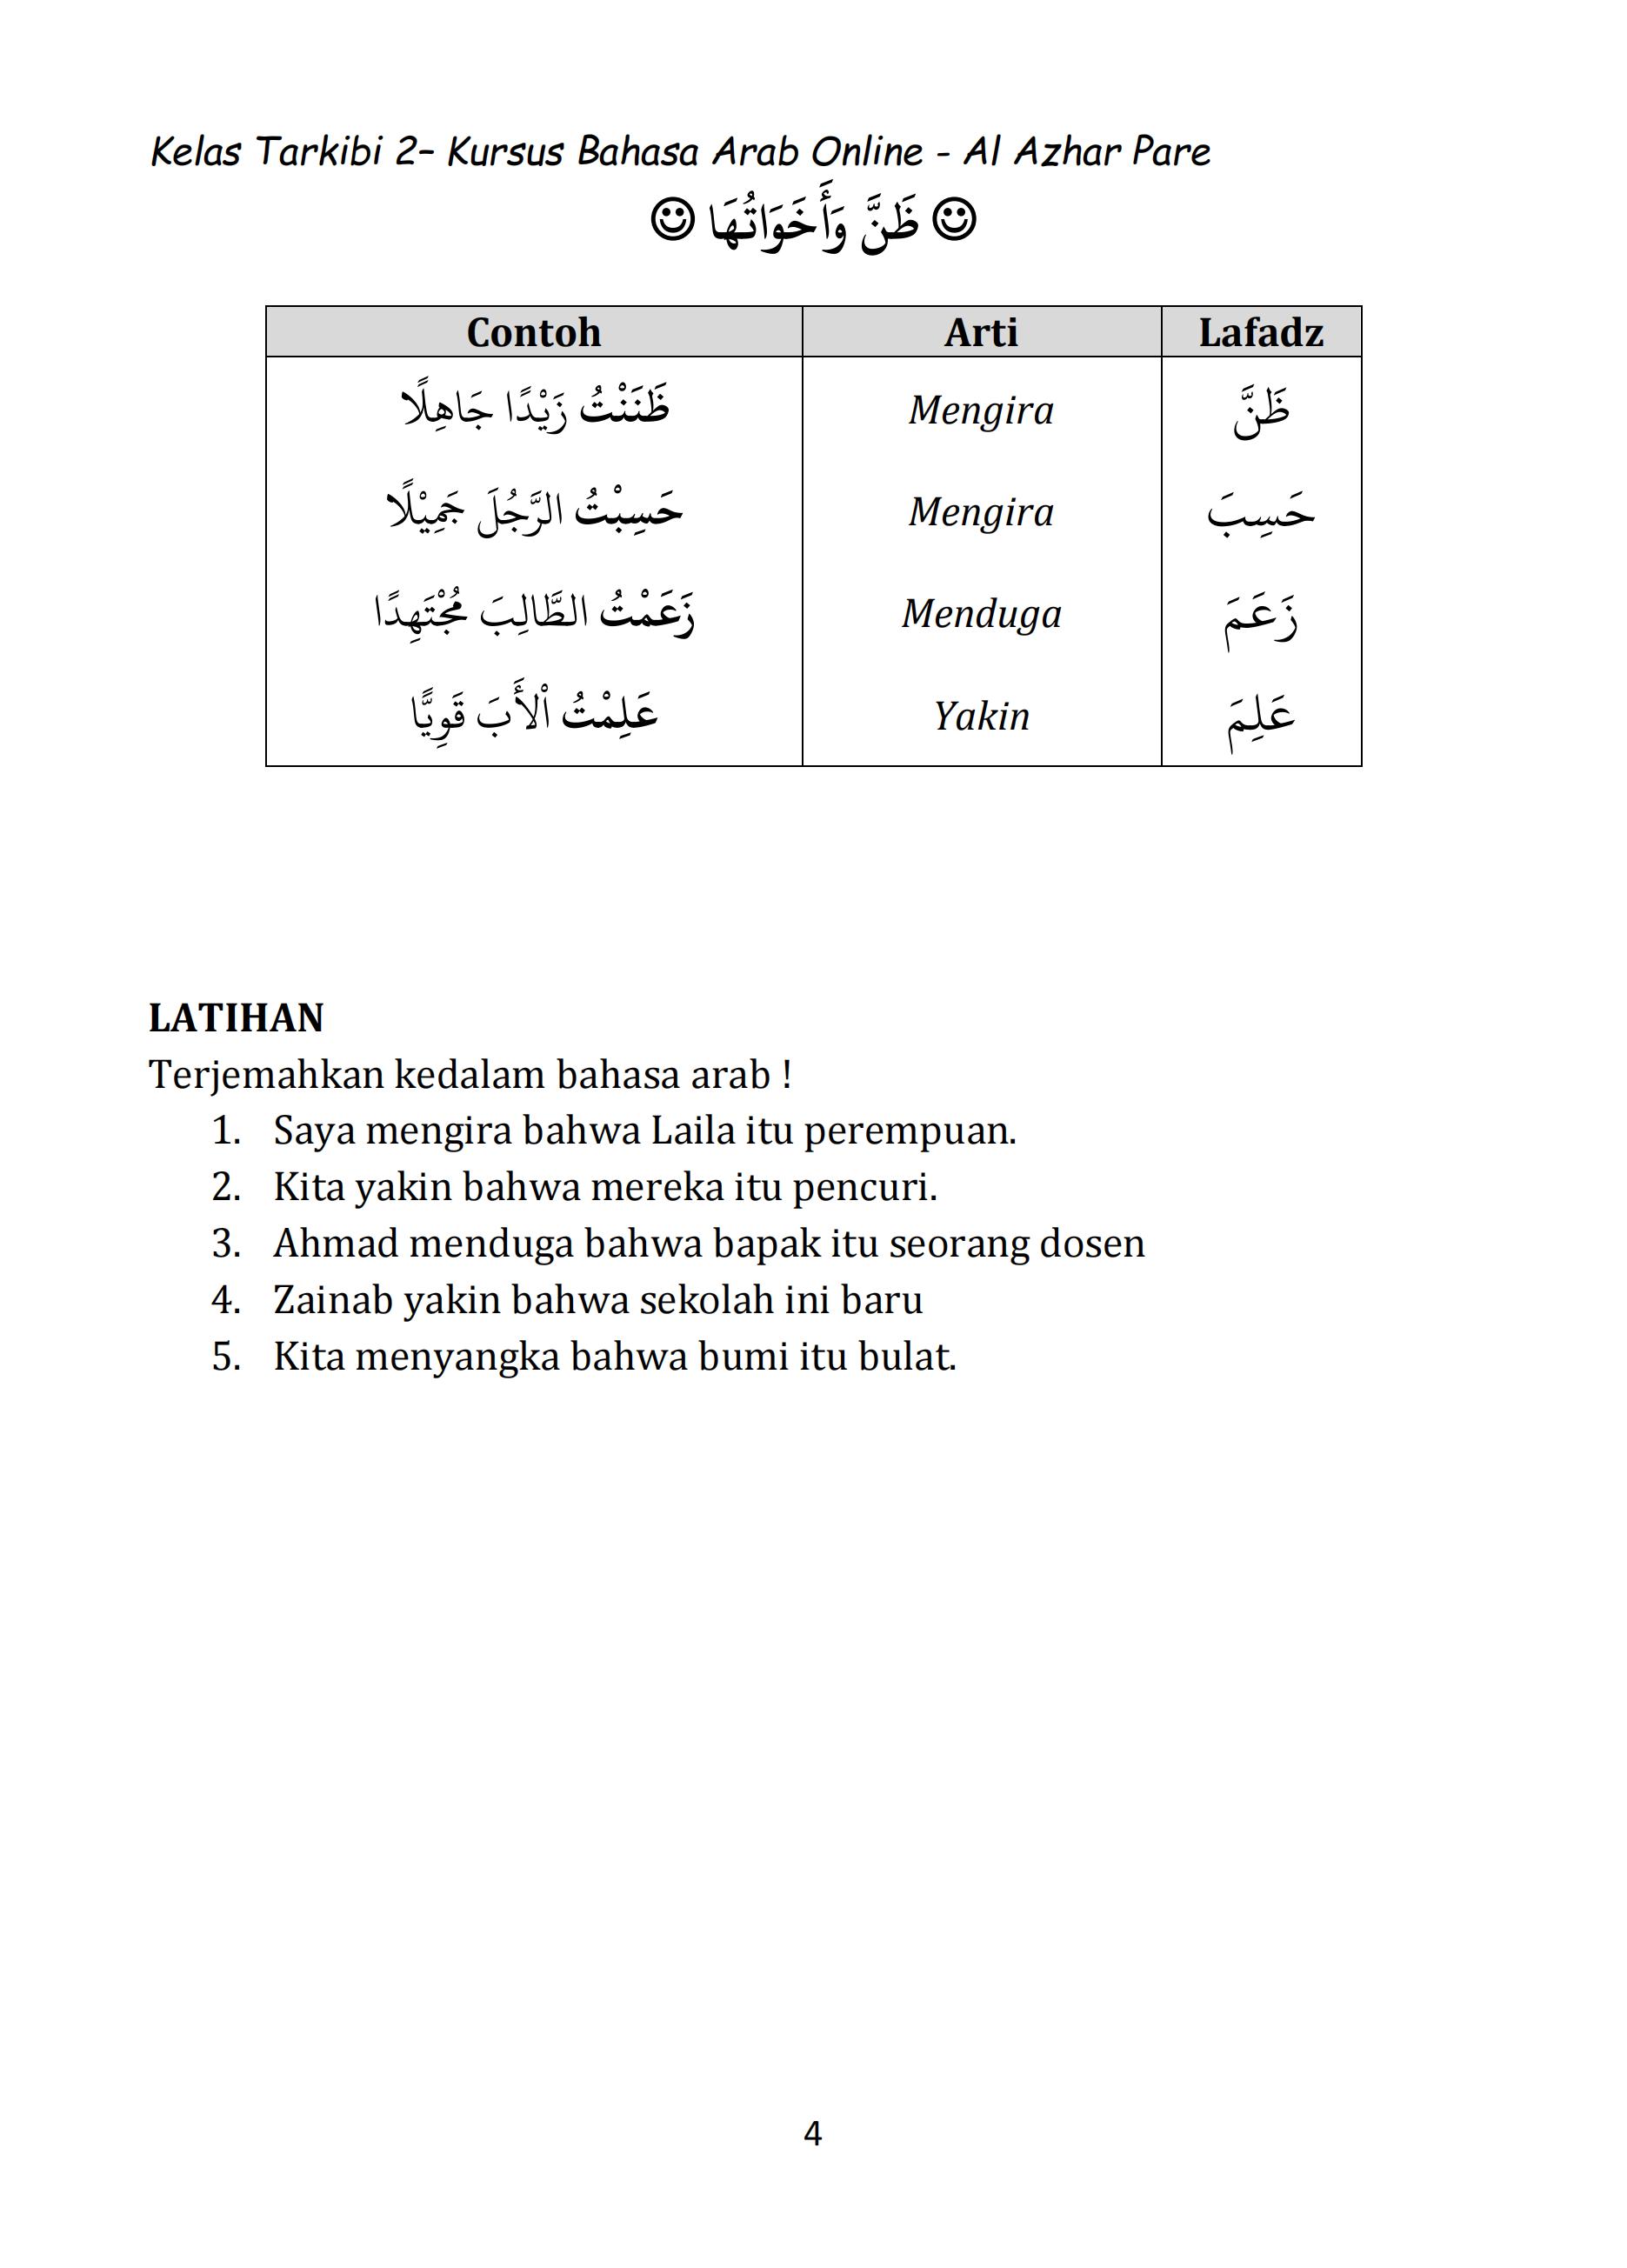 Kelas Tarkibi 2– Kursus Bahasa Arab Online - Al Azhar Pare
☺ ظَنَّ وَأَخَوَاتُهَا ☺
Contoh Arti Lafadz
ظَنَنْتُ زَيْدًا جَاهِلًا Mengira ظَنَّ
حَسِبْتُ الرَّجُلَ جَمِيْلًا Mengira حَسِبَ
زَعَمْتُ الطَّالِبَ مُجْتَهِدًا Menduga زَعَمَ
عَلِمْتُ اْلأَبَ قَوِيًّا Yakin عَلِمَ
LATIHAN
Terjemahkan kedalam bahasa arab !
1. Saya mengira bahwa Laila itu perempuan.
2. Kita yakin bahwa mereka itu pencuri.
3. Ahmad menduga bahwa bapak itu seorang dosen
4. Zainab yakin bahwa sekolah ini baru
5. Kita menyangka bahwa bumi itu bulat.
4